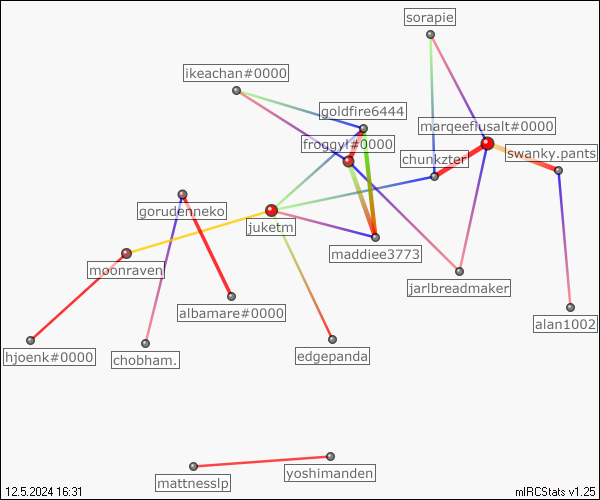 sorapie
ikeachan#0000
goldfire6444
marqeefiusalt#0000
froggyf#0000
chunkzter
swanky.pants
gorudenneko
juketm
maddiee3773
moonraven
jarlbreadmaker
albamare#0000
alan1002
hjoenk#0000
chobham.
edgepanda
mattnesslp
yoshimanden
12.5.2024 16:31
mIRCStats v1.25